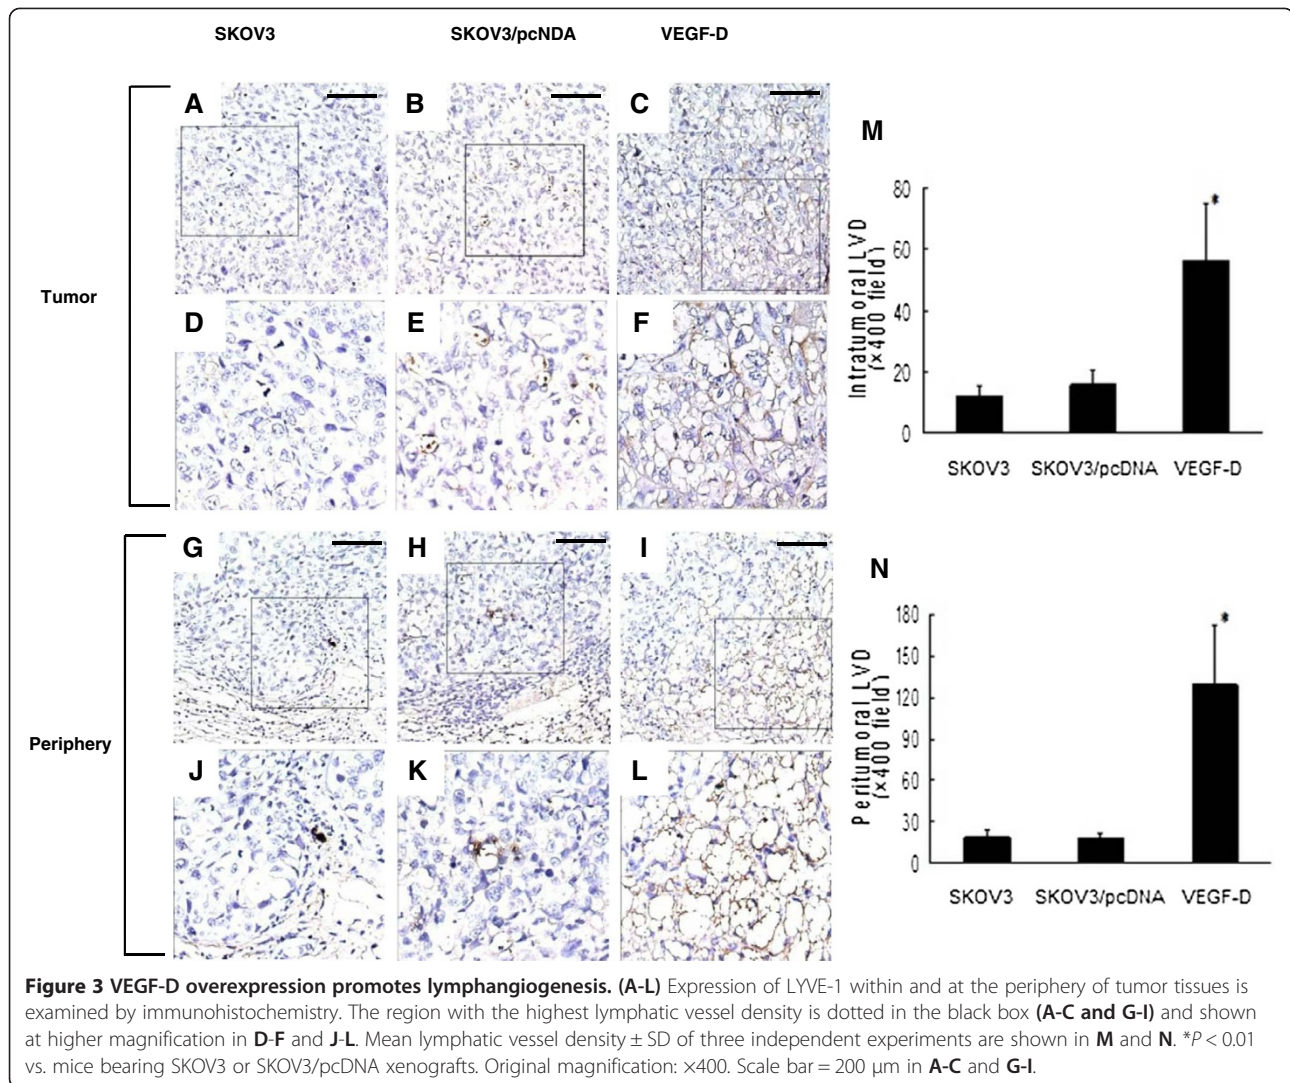 SKOV3 SKOV3/pcNDA VEGF-D
A B C
Tumor
D E F
M
Intratumoral LVD
(×400 field)
80
60
40
20
0
SKOV3 SKOV3/pcDNA VEGF-D
*
G H I
Periphery
J K L
N
Peritumoral LVD
(×400 field)
180
150
120
90
60
30
0
SKOV3 SKOV3/pcDNA VEGF-D
*
Figure 3 VEGF-D overexpression promotes lymphangiogenesis. (A-L) Expression of LYVE-1 within and at the periphery of tumor tissues is
examined by immunohistochemistry. The region with the highest lymphatic vessel density is dotted in the black box (A-C and G-I) and shown
at higher magnification in D-F and J-L. Mean lymphatic vessel density ± SD of three independent experiments are shown in M and N. *P < 0.01
vs. mice bearing SKOV3 or SKOV3/pcDNA xenografts. Original magnification: ×400. Scale bar = 200 μm in A-C and G-I.